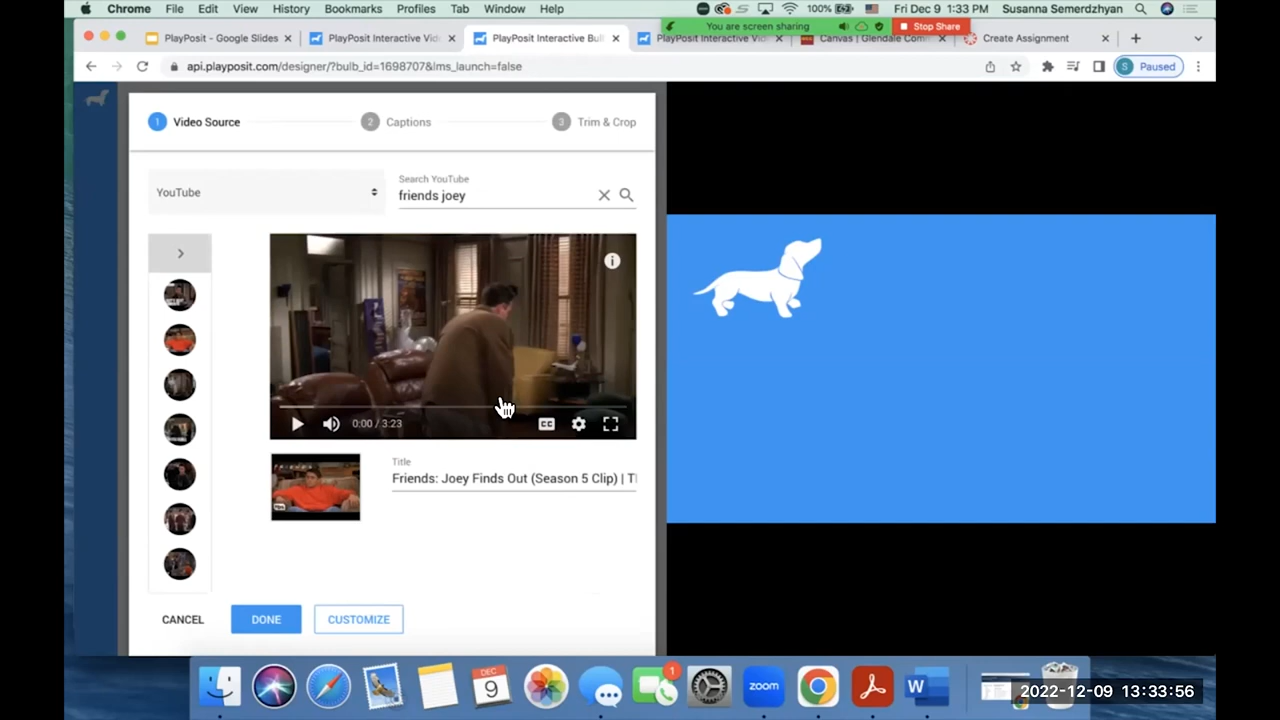 Chrome File Edit View History Bookmarks Profiles Tab Window Help 100% Fri Dec 9 1:33 PM Susanna Semerdzhyan
You are screen sharing Stop Share
PlayPosit - Google Slides PlayPosit Interactive Vid PlayPosit Interactive Bul PlayPosit Interactive Vid Canvas | Glendale Com Create Assignment
api.playposit.com/designer/?bulb_id=1698707&lms_launch=false S Paused
1 Video Source 2 Captions 3 Trim & Crop
Search YouTube
YouTube friends joey
0:00 / 3:23 CC
Title
Friends: Joey Finds Out (Season 5 Clip) | T
CANCEL DONE CUSTOMIZE
DEC
9
1
zoom
W
2022-12-09 13:33:56